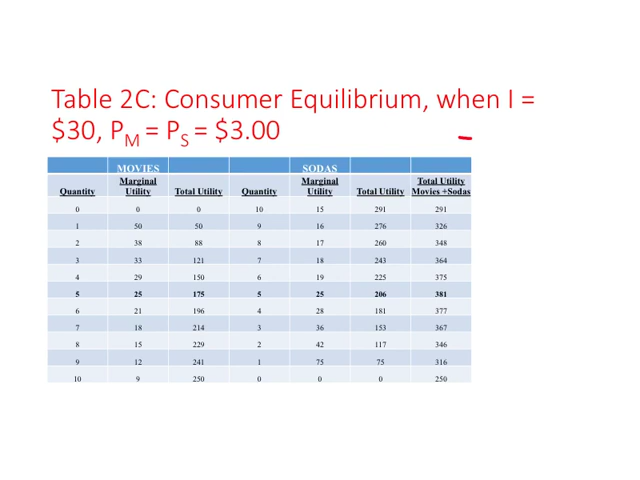 Table 2C: Consumer Equilibrium, when I =
$30, PM = PS = $3.00
MOVIES SODAS
Quantity Marginal Utility Total Utility Quantity Marginal Utility Total Utility Total Utility Movies +Sodas
0 0 0 10 15 291 291
1 50 50 9 16 276 326
2 38 88 8 17 260 348
3 33 121 7 18 243 364
4 29 150 6 19 225 375
5 25 175 5 25 206 381
6 21 196 4 28 181 377
7 18 214 3 36 153 367
8 15 229 2 42 117 346
9 12 241 1 75 75 316
10 9 250 0 0 0 250